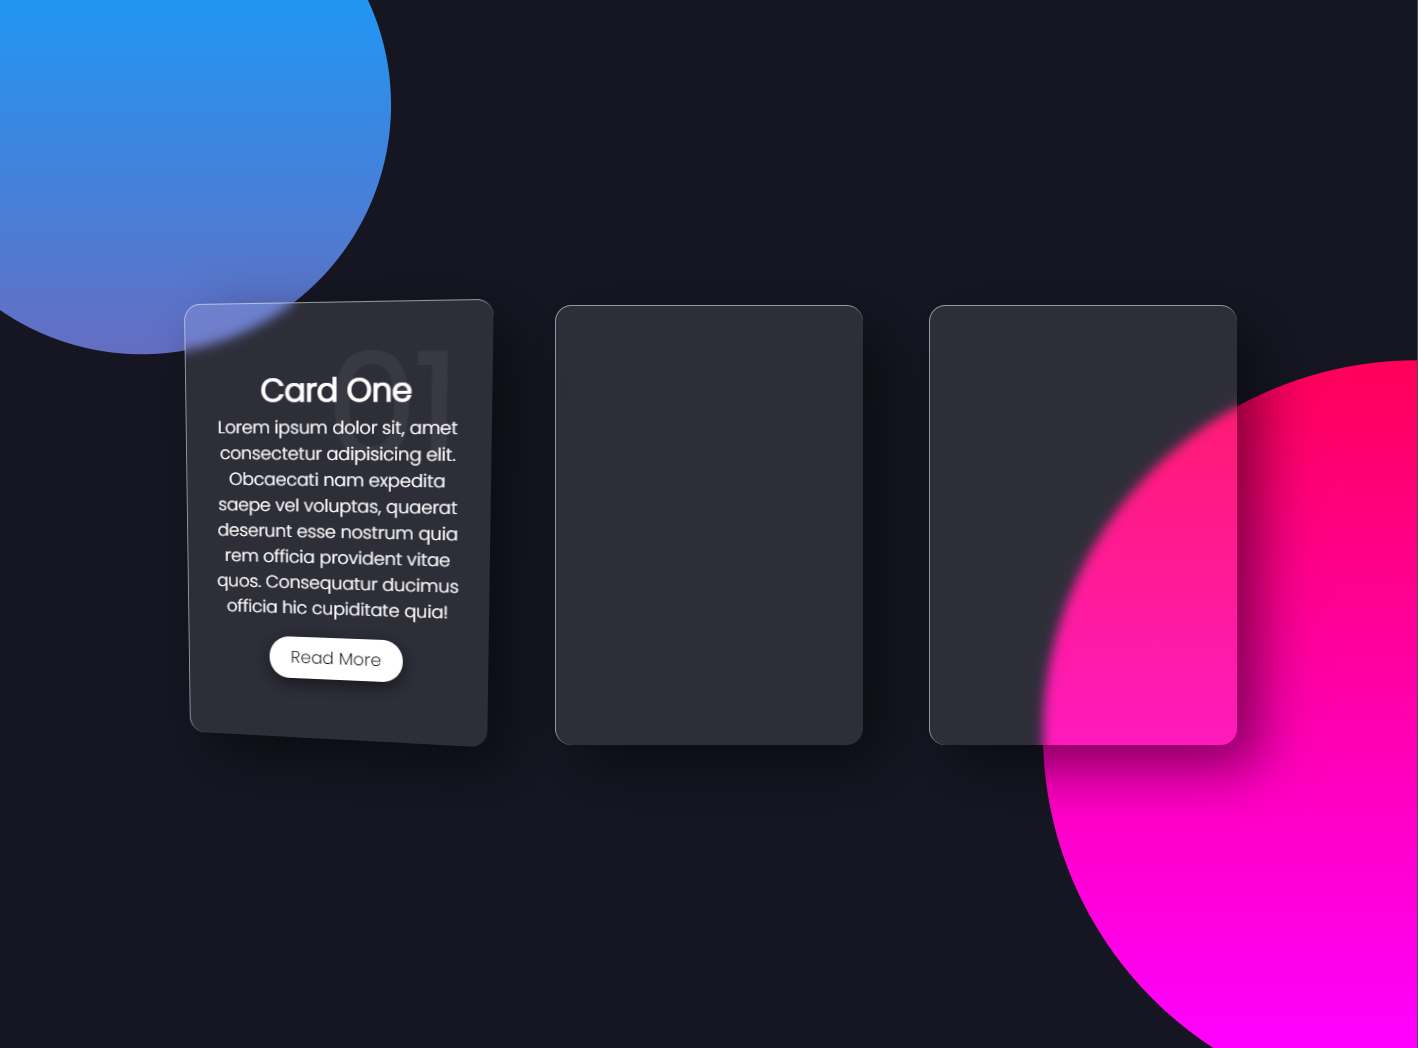 01
Card One
Lorem ipsum dolor sit, amet
consectetur adipisicing elit.
Obcaecati nam expedita
saepe vel voluptas, quaerat
deserunt esse nostrum quia
rem officia provident vitae
quos. Consequatur ducimus
officia hic cupiditate quia!
Read More